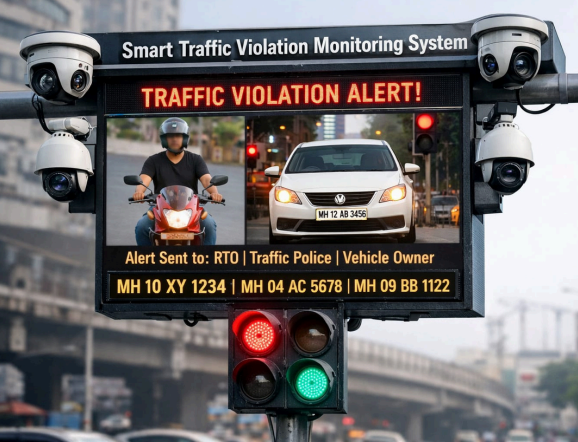 Smart Traffic Violation Monitoring System
TRAFFIC VIOLATION ALERT!
MH 12 AB 3456
Alert Sent to: RTO | Traffic Police | Vehicle Owner
MH 10 XY 1234 | MH 04 AC 5678 | MH 09 BB 1122